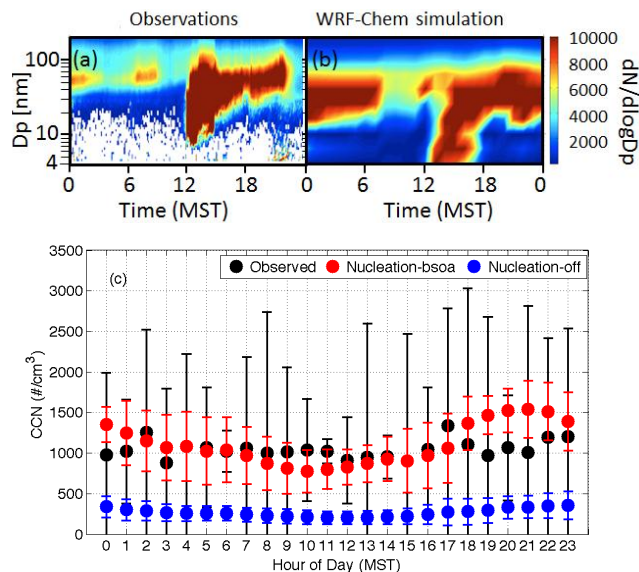 Observations WRF-Chem simulation
(a) (b)
Dp [nm]
100
10
4
0 6 12 18 0 6 12 18 0
Time (MST) Time (MST)
10000
8000
6000
4000
2000
dN/dlogDp
(c)
Observed Nucleation-bsoa Nucleation-off
CCN (#/cm³)
3500
3000
2500
2000
1500
1000
500
0
0 1 2 3 4 5 6 7 8 9 10 11 12 13 14 15 16 17 18 19 20 21 22 23
Hour of Day (MST)